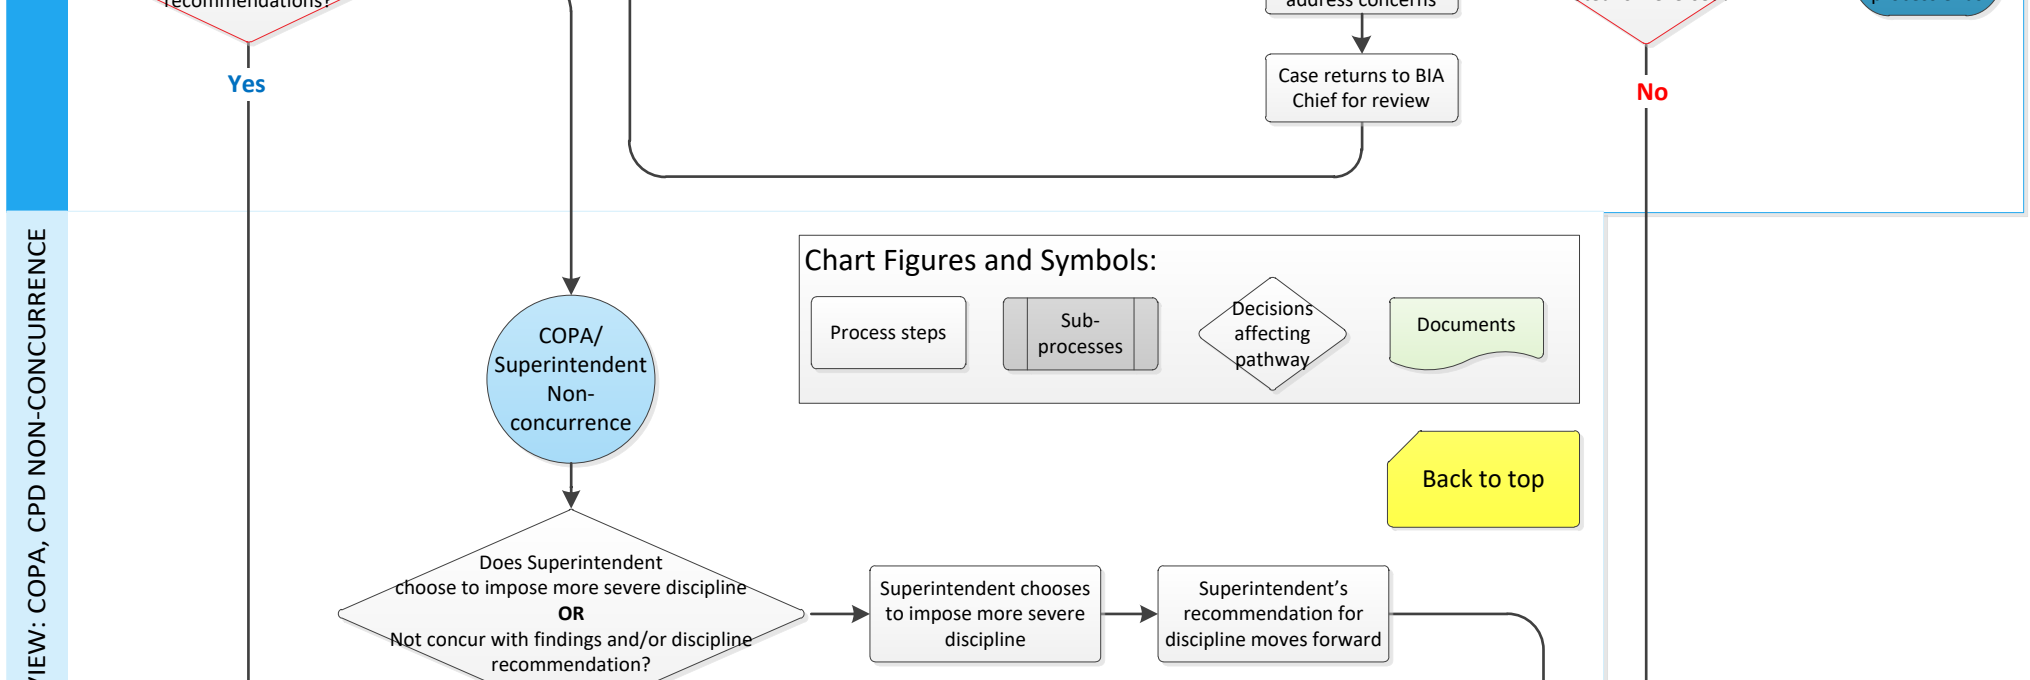 recommendations?
address concerns
Yes
Case returns to BIA
Chief for review
No
VIEW: COPA, CPD NON-CONCURRENCE
Chart Figures and Symbols:
Process steps
Sub-
processes
Decisions
affecting
pathway
Documents
COPA/
Superintendent
Non-
concurrence
Back to top
Does Superintendent
choose to impose more severe discipline
OR
Not concur with findings and/or discipline
recommendation?
Superintendent chooses
to impose more severe
discipline
Superintendent’s
recommendation for
discipline moves forward